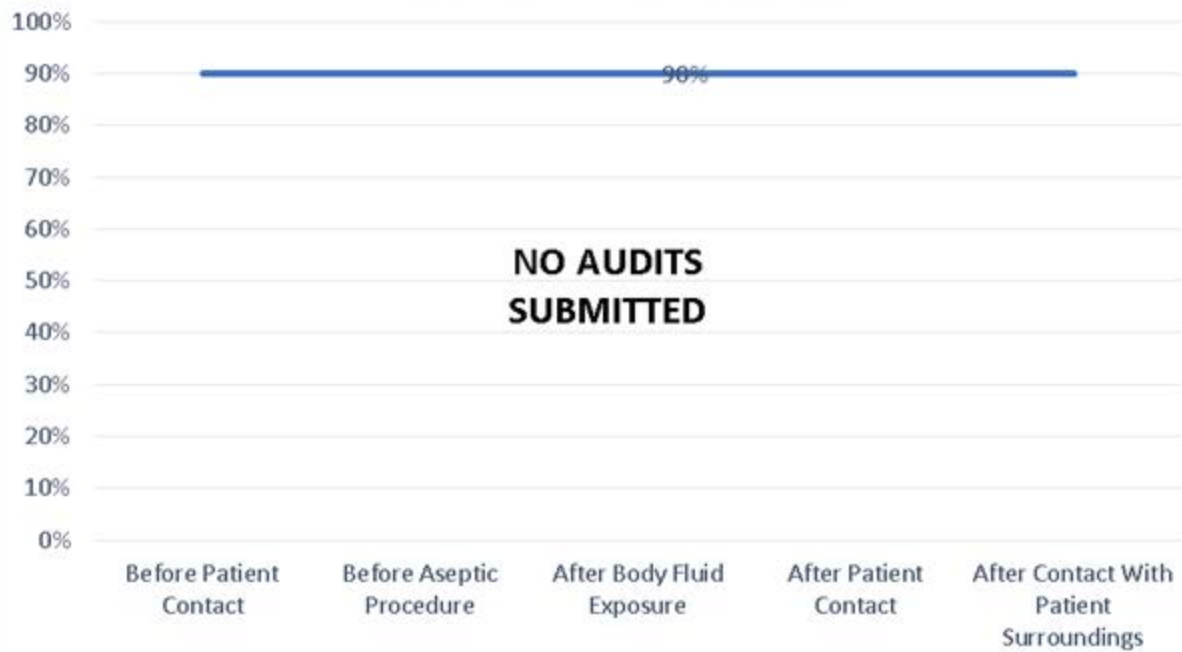 100%
90%
90%
80%
70%
60%
NO AUDITS
50%
SUBMITTED
40%
30%
20%
10%
0%
Before Patient Contact
Before Aseptic Procedure
After Body Fluid Exposure
After Patient Contact
After Contact With Patient Surroundings